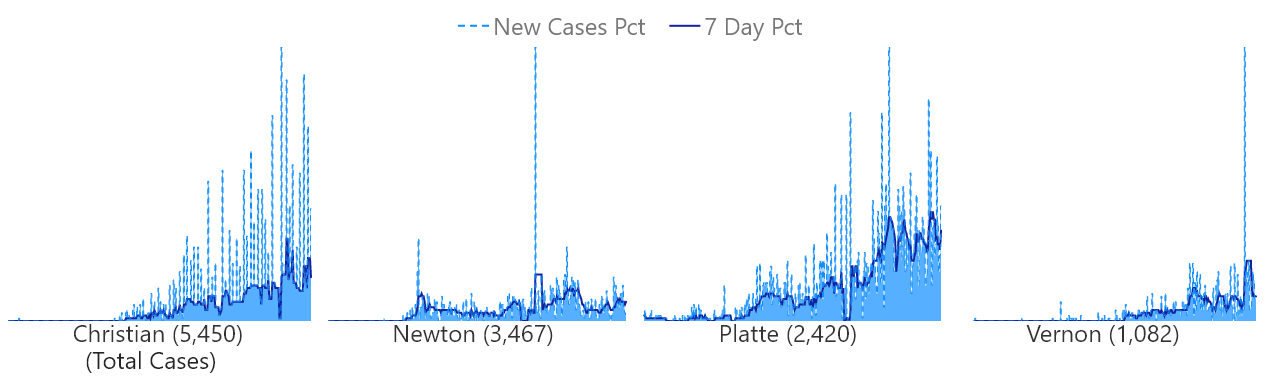 New Cases Pct 7 Day Pct
Christian (5,450) Newton (3,467) Platte (2,420) Vernon (1,082)
(Total Cases)